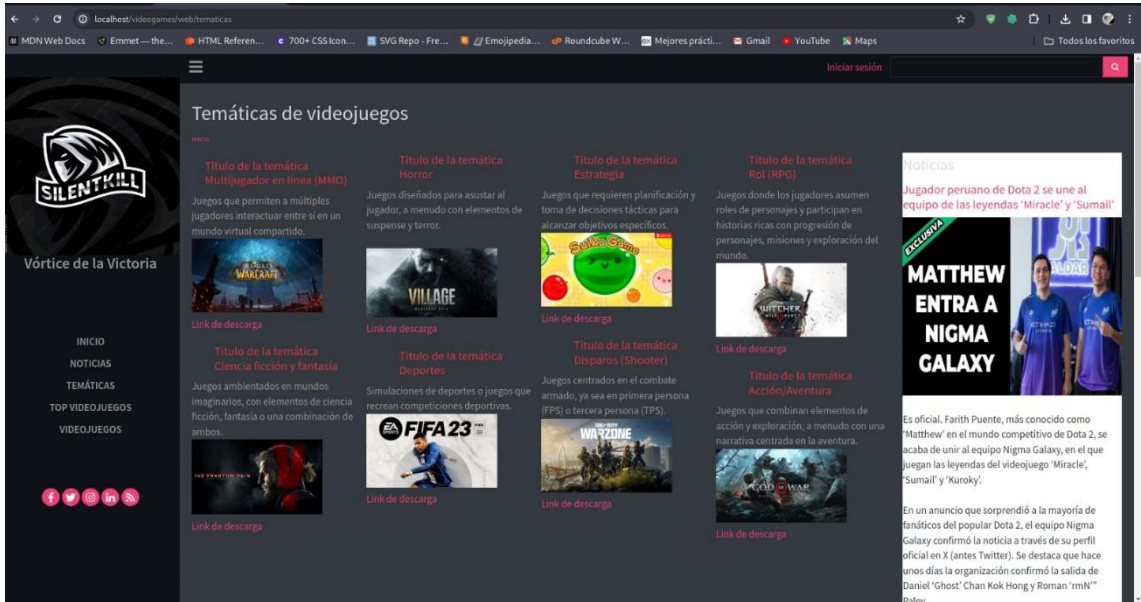 localhost/videogames/web/tematicas
MDN Web Docs
Emmet — the...
HTML Referen...
700+ CSS Icon...
SVG Repo - Fre...
Emojipedia...
Roundcube W...
Mejores prácti...
Gmail
YouTube
Maps
Todos los favoritos
Iniciar sesión
SILENTKILL
Vórtice de la Victoria
INICIO
NOTICIAS
TEMÁTICAS
TOP VIDEOJUEGOS
VIDEOJUEGOS
Temáticas de videojuegos
Inicio
Titulo de la temática
Multijugador en línea (MMO)
Juegos que permiten a múltiples
jugadores interactuar entre sí en un
mundo virtual compartido.
WARCRAFT
Link de descarga
Titulo de la temática
Horror
Juegos diseñados para asustar al
jugador, a menudo con elementos de
suspense y terror.
VILLAGE
RESIDENT EVIL
Link de descarga
Titulo de la temática
Estrategia
Juegos que requieren planificación y
toma de decisiones tácticas para
alcanzar objetivos específicos.
Suika Game
Link de descarga
Titulo de la temática
Rol (RPG)
Juegos donde los jugadores asumen
roles de personajes y participan en
historias ricas con progresión de
personajes, misiones y exploración del
mundo.
WITCHER
WILD HUNT
Link de descarga
Titulo de la temática
Ciencia ficción y fantasía
Juegos ambientados en mundos
imaginarios, con elementos de ciencia
ficción, fantasía o una combinación de
ambos.
THE PHANTOM PAIN
Link de descarga
Titulo de la temática
Deportes
Simulaciones de deportes o juegos que
recrean competiciones deportivas.
EA SPORTS
FIFA 23
Link de descarga
Titulo de la temática
Disparos (Shooter)
Juegos centrados en el combate
armado, ya sea en primera persona
(FPS) o tercera persona (TPS).
CALL OF DUTY
WARZONE
Link de descarga
Titulo de la temática
Acción/Aventura
Juegos que combinan elementos de
acción y exploración, a menudo con una
narrativa centrada en la aventura.
GOD OF WAR
Link de descarga
Noticias
Jugador peruano de Dota 2 se une al
equipo de las leyendas ‘Miracle’ y ‘Sumail’
EXCLUSIVA
MATTHEW
ENTRA A
NIGMA
GALAXY
Es oficial. Farith Puente, más conocido como
‘Matthew’ en el mundo competitivo de Dota 2, se
acaba de unir al equipo Nigma Galaxy, en el que
juegan las leyendas del videojuego ‘Miracle’,
‘Sumail’ y ‘Kuroky’.
En un anuncio que sorprendió a la mayoría de
fanáticos del popular Dota 2, el equipo Nigma
Galaxy confirmó la noticia a través de su perfil
oficial en X (antes Twitter). Se destaca que hace
unos días la organización confirmó la salida de
Daniel ‘Ghost’ Chan Kok Hong y Roman ‘rmN’”
Paley